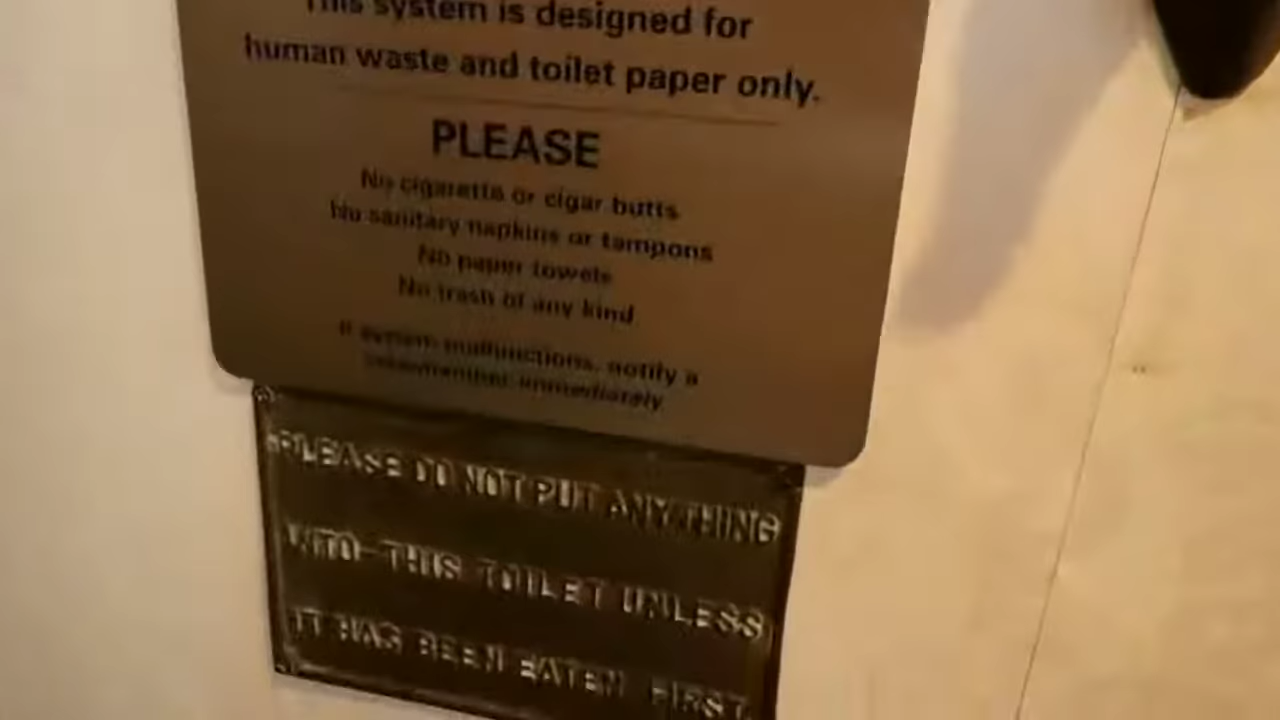 This system is designed for
human waste and toilet paper only.
PLEASE
No cigarette or cigar butts
No sanitary napkins or tampons
No paper towels
No trash of any kind
If system malfunctions, notify a
crewmember immediately
PLEASE DO NOT PUT ANYTHING
INTO THIS TOILET UNLESS
IT HAS BEEN EATEN FIRST.